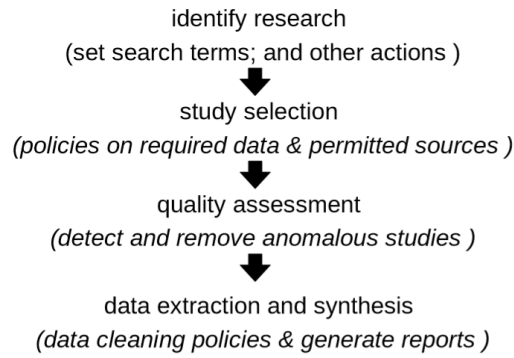 identify research
(set search terms; and other actions )
study selection
(policies on required data & permitted sources )
quality assessment
(detect and remove anomalous studies )
data extraction and synthesis
(data cleaning policies & generate reports )